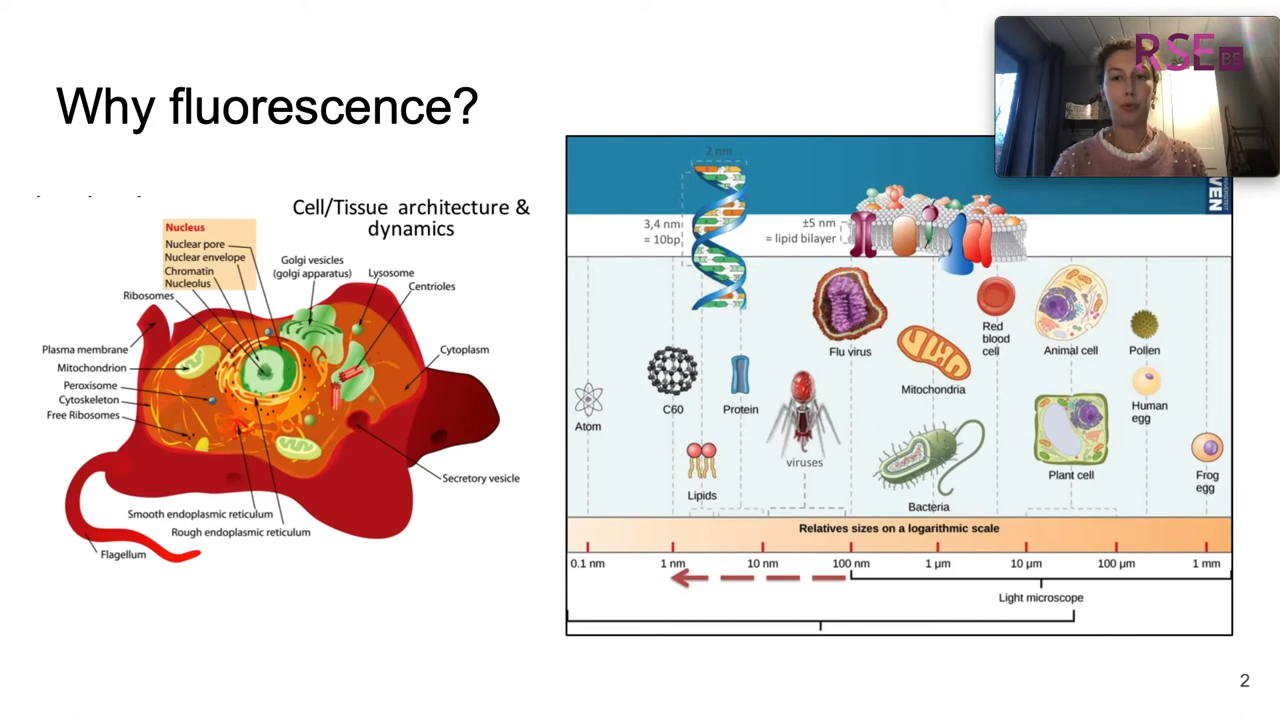 RSE BE
Why fluorescence?
Cell/Tissue architecture &
dynamics
Nucleus
Nuclear pore
Nuclear envelope
Chromatin
Nucleolus
Ribosomes
Golgi vesicles
(golgi apparatus)
Lysosome
Centrioles
Plasma membrane
Mitochondrion
Peroxisome
Cytoskeleton
Free Ribosomes
Cytoplasm
Secretory vesicle
Smooth endoplasmic reticulum
Rough endoplasmic reticulum
Flagellum
2 nm
3,4 nm
= 10bp
±5 nm
= lipid bilayer
VEN
Flu virus
Red
blood
cell
Animal cell
Pollen
Mitochondria
Atom
C60
Protein
Human
egg
viruses
Lipids
Bacteria
Plant cell
Frog
egg
Relatives sizes on a logarithmic scale
0.1 nm
1 nm
10 nm
100 nm
1 µm
10 µm
100 µm
1 mm
Light microscope
2